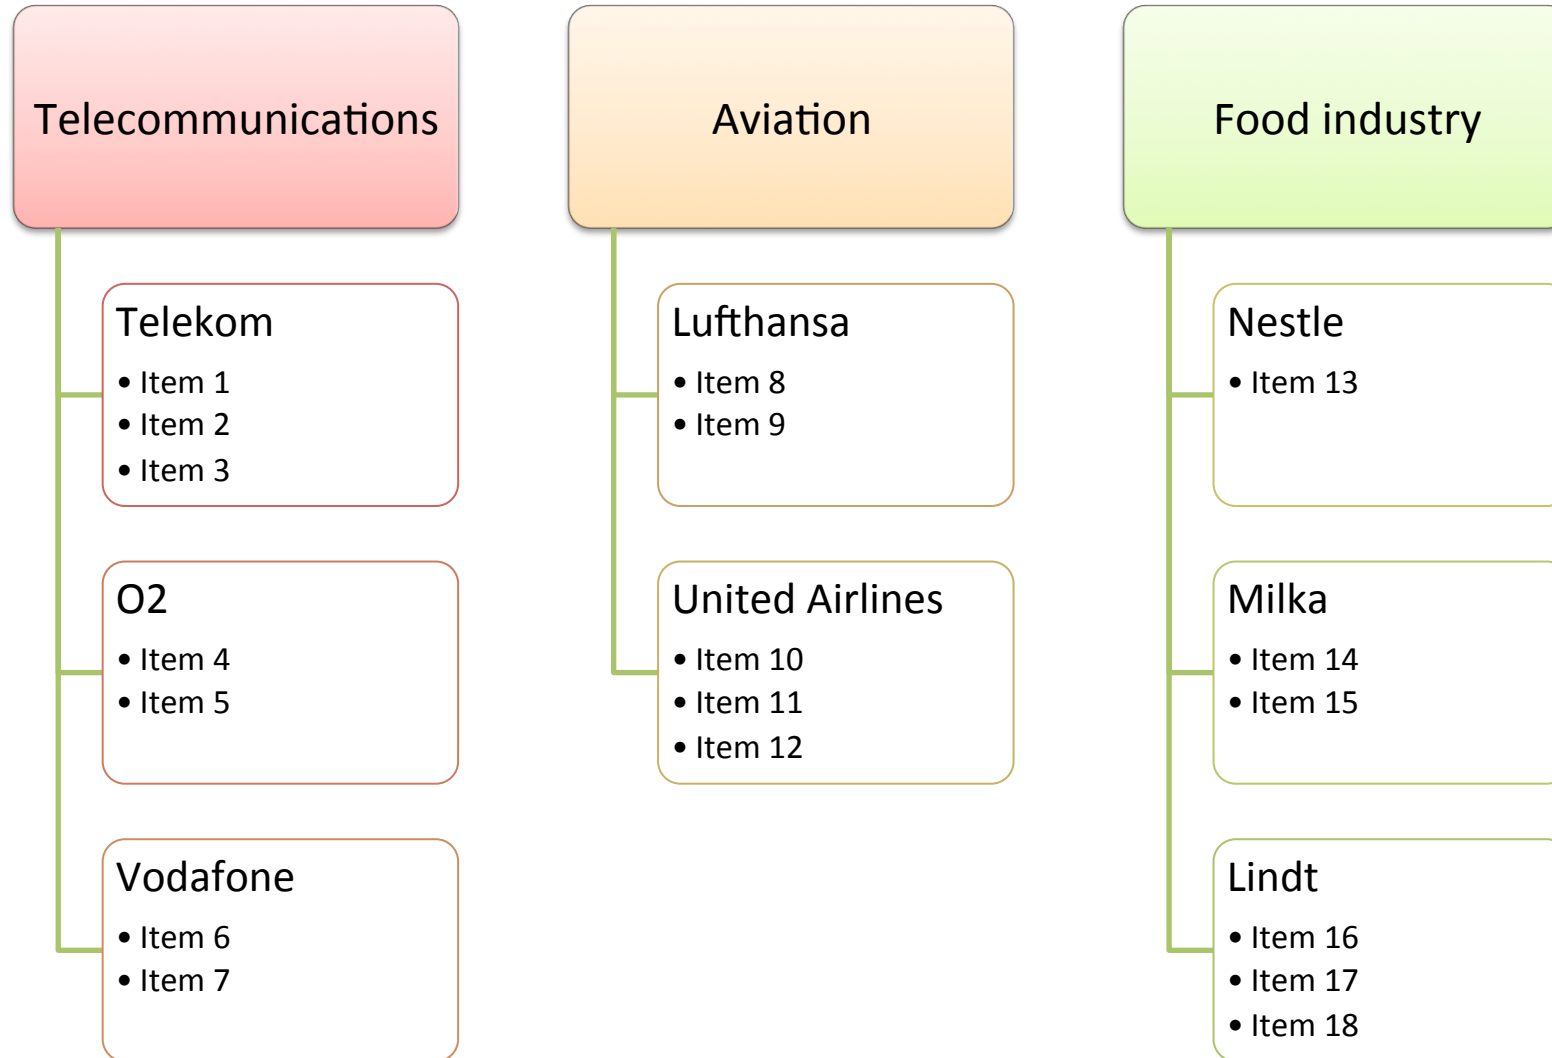 Telecommunications
Telekom
• Item 1
• Item 2
• Item 3
O2
• Item 4
• Item 5
Vodafone
• Item 6
• Item 7
Aviation
Lufthansa
• Item 8
• Item 9
United Airlines
• Item 10
• Item 11
• Item 12
Food industry
Nestle
• Item 13
Milka
• Item 14
• Item 15
Lindt
• Item 16
• Item 17
• Item 18